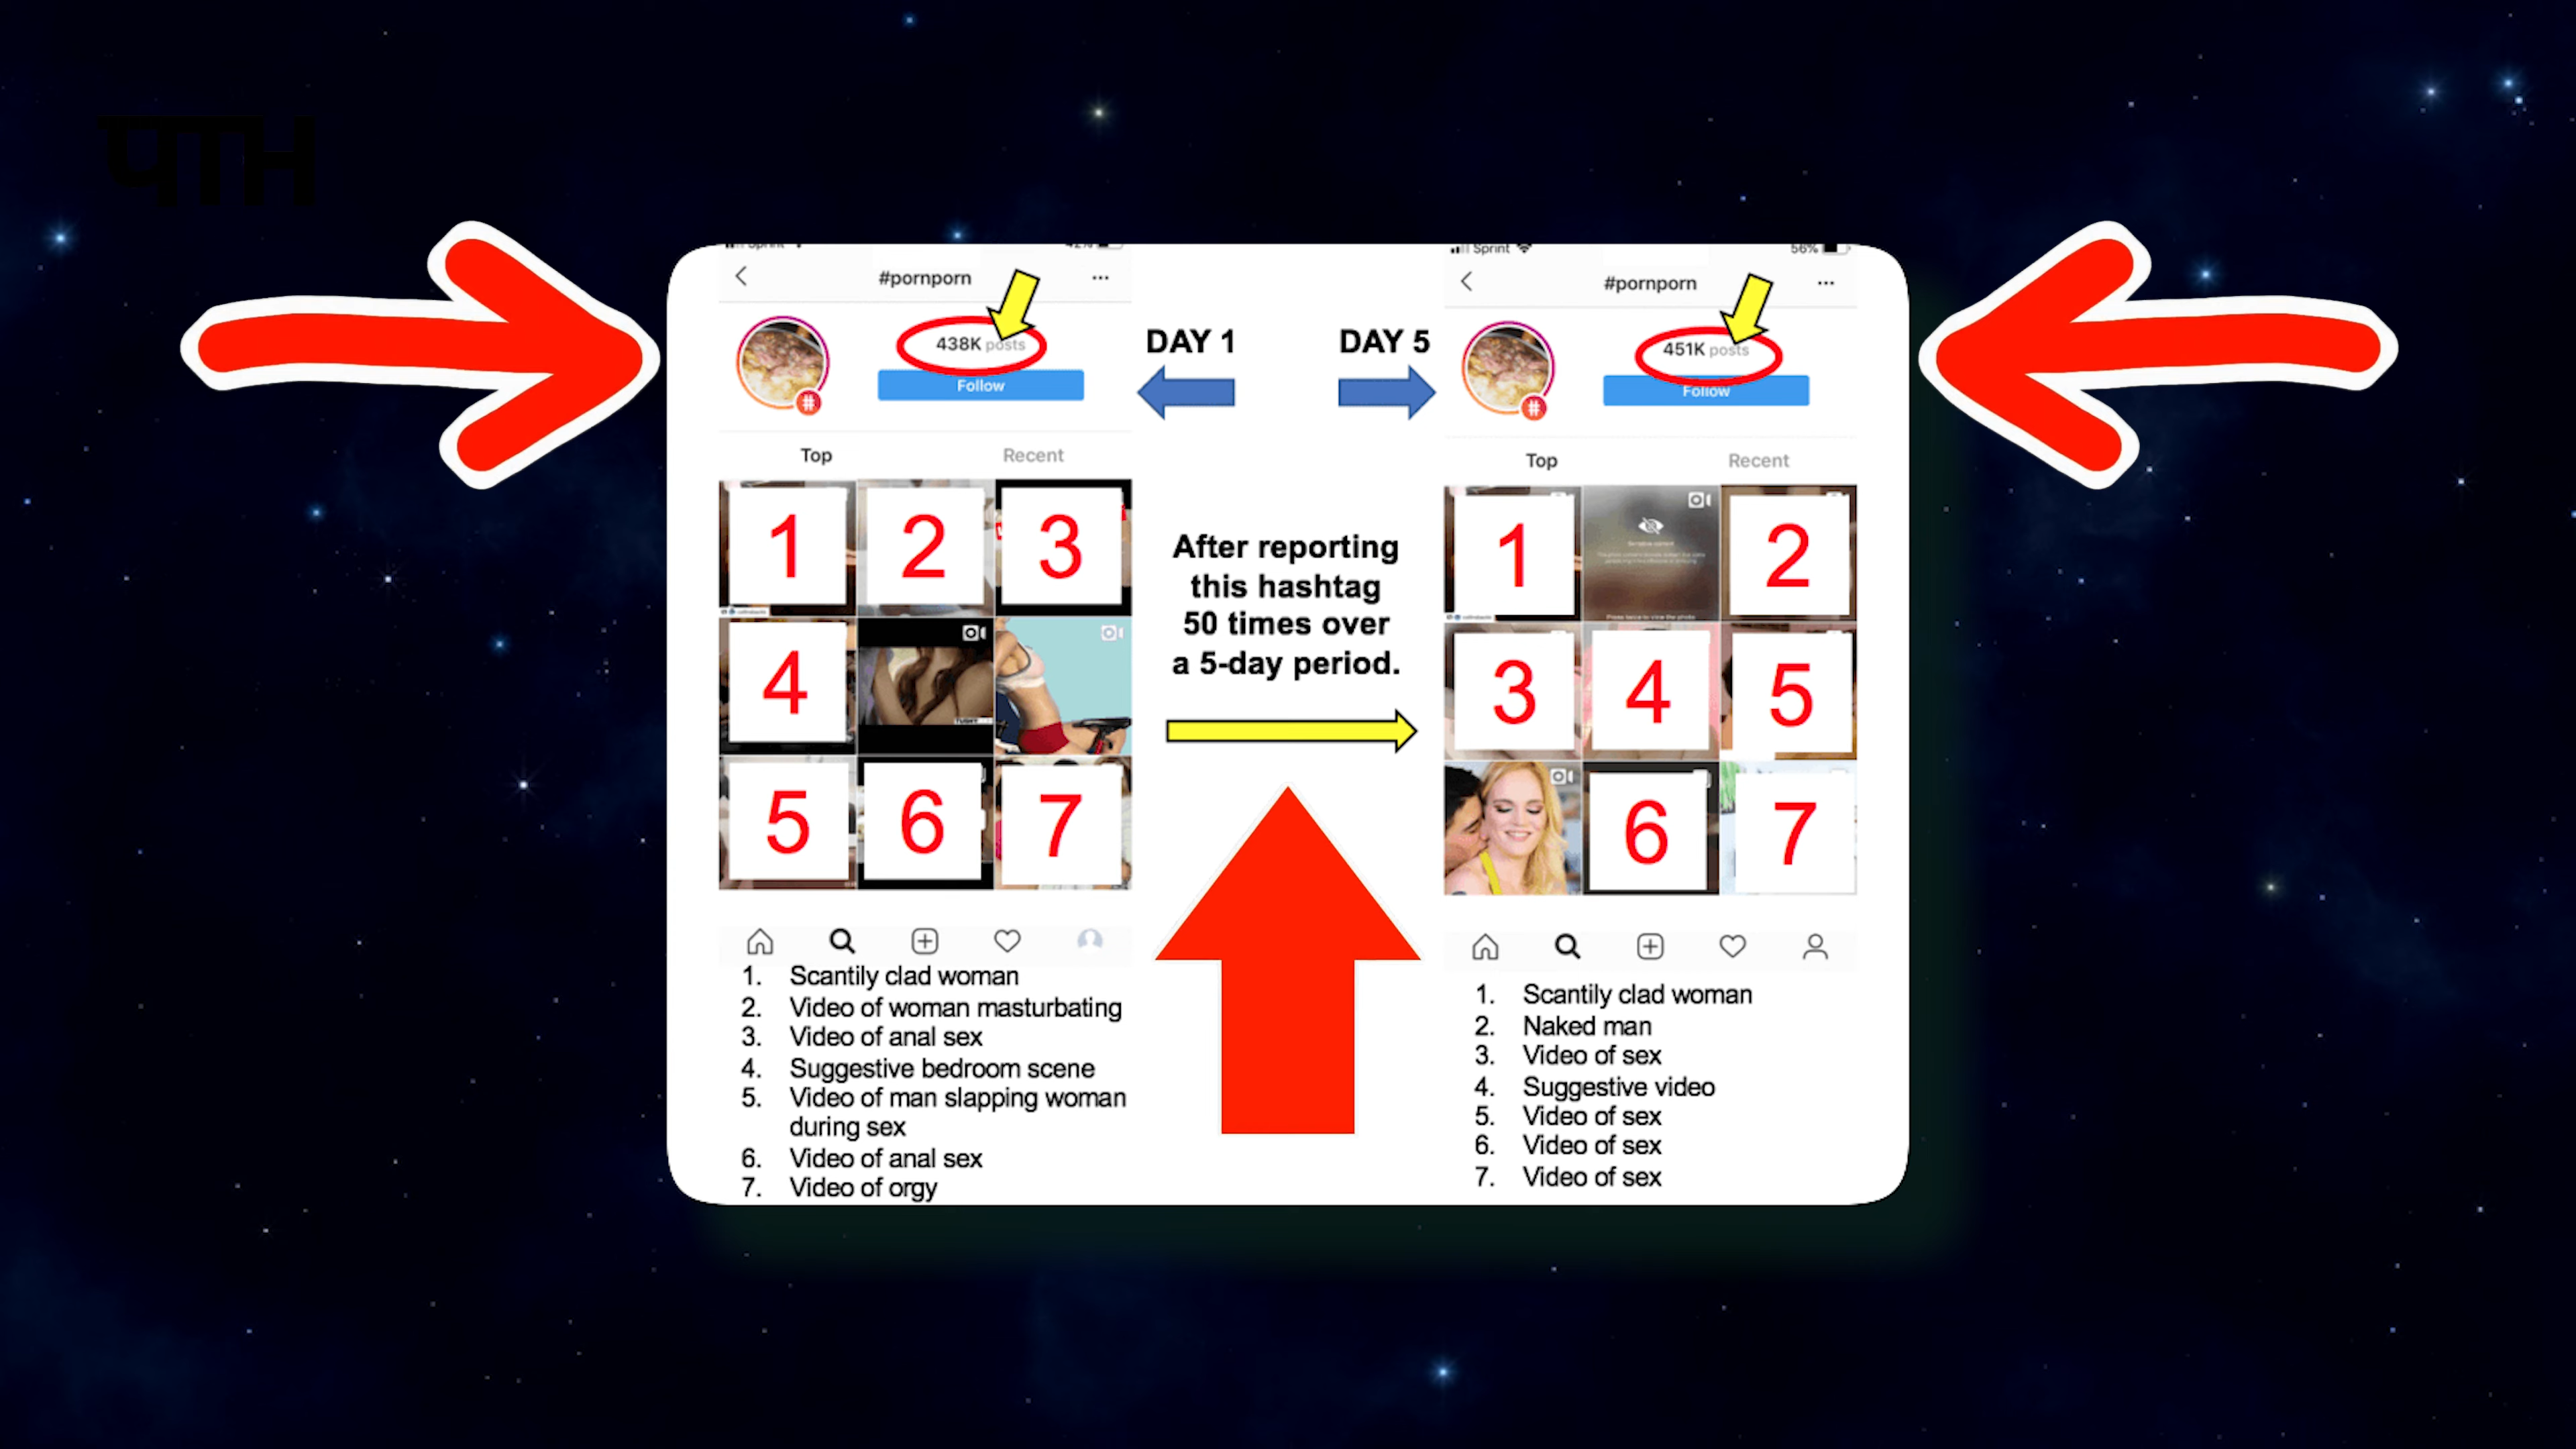 पाम
Sprint
#pornporn
438K posts
Follow
Top
Recent
1
2
3
4
5
6
7
1. Scantily clad woman
2. Video of woman masturbating
3. Video of anal sex
4. Suggestive bedroom scene
5. Video of man slapping woman
during sex
6. Video of anal sex
7. Video of orgy
DAY 1
DAY 5
After reporting
this hashtag
50 times over
a 5-day period.
Sprint
56%
#pornporn
451K posts
Follow
Top
Recent
1
2
3
4
5
6
7
1. Scantily clad woman
2. Naked man
3. Video of sex
4. Suggestive video
5. Video of sex
6. Video of sex
7. Video of sex